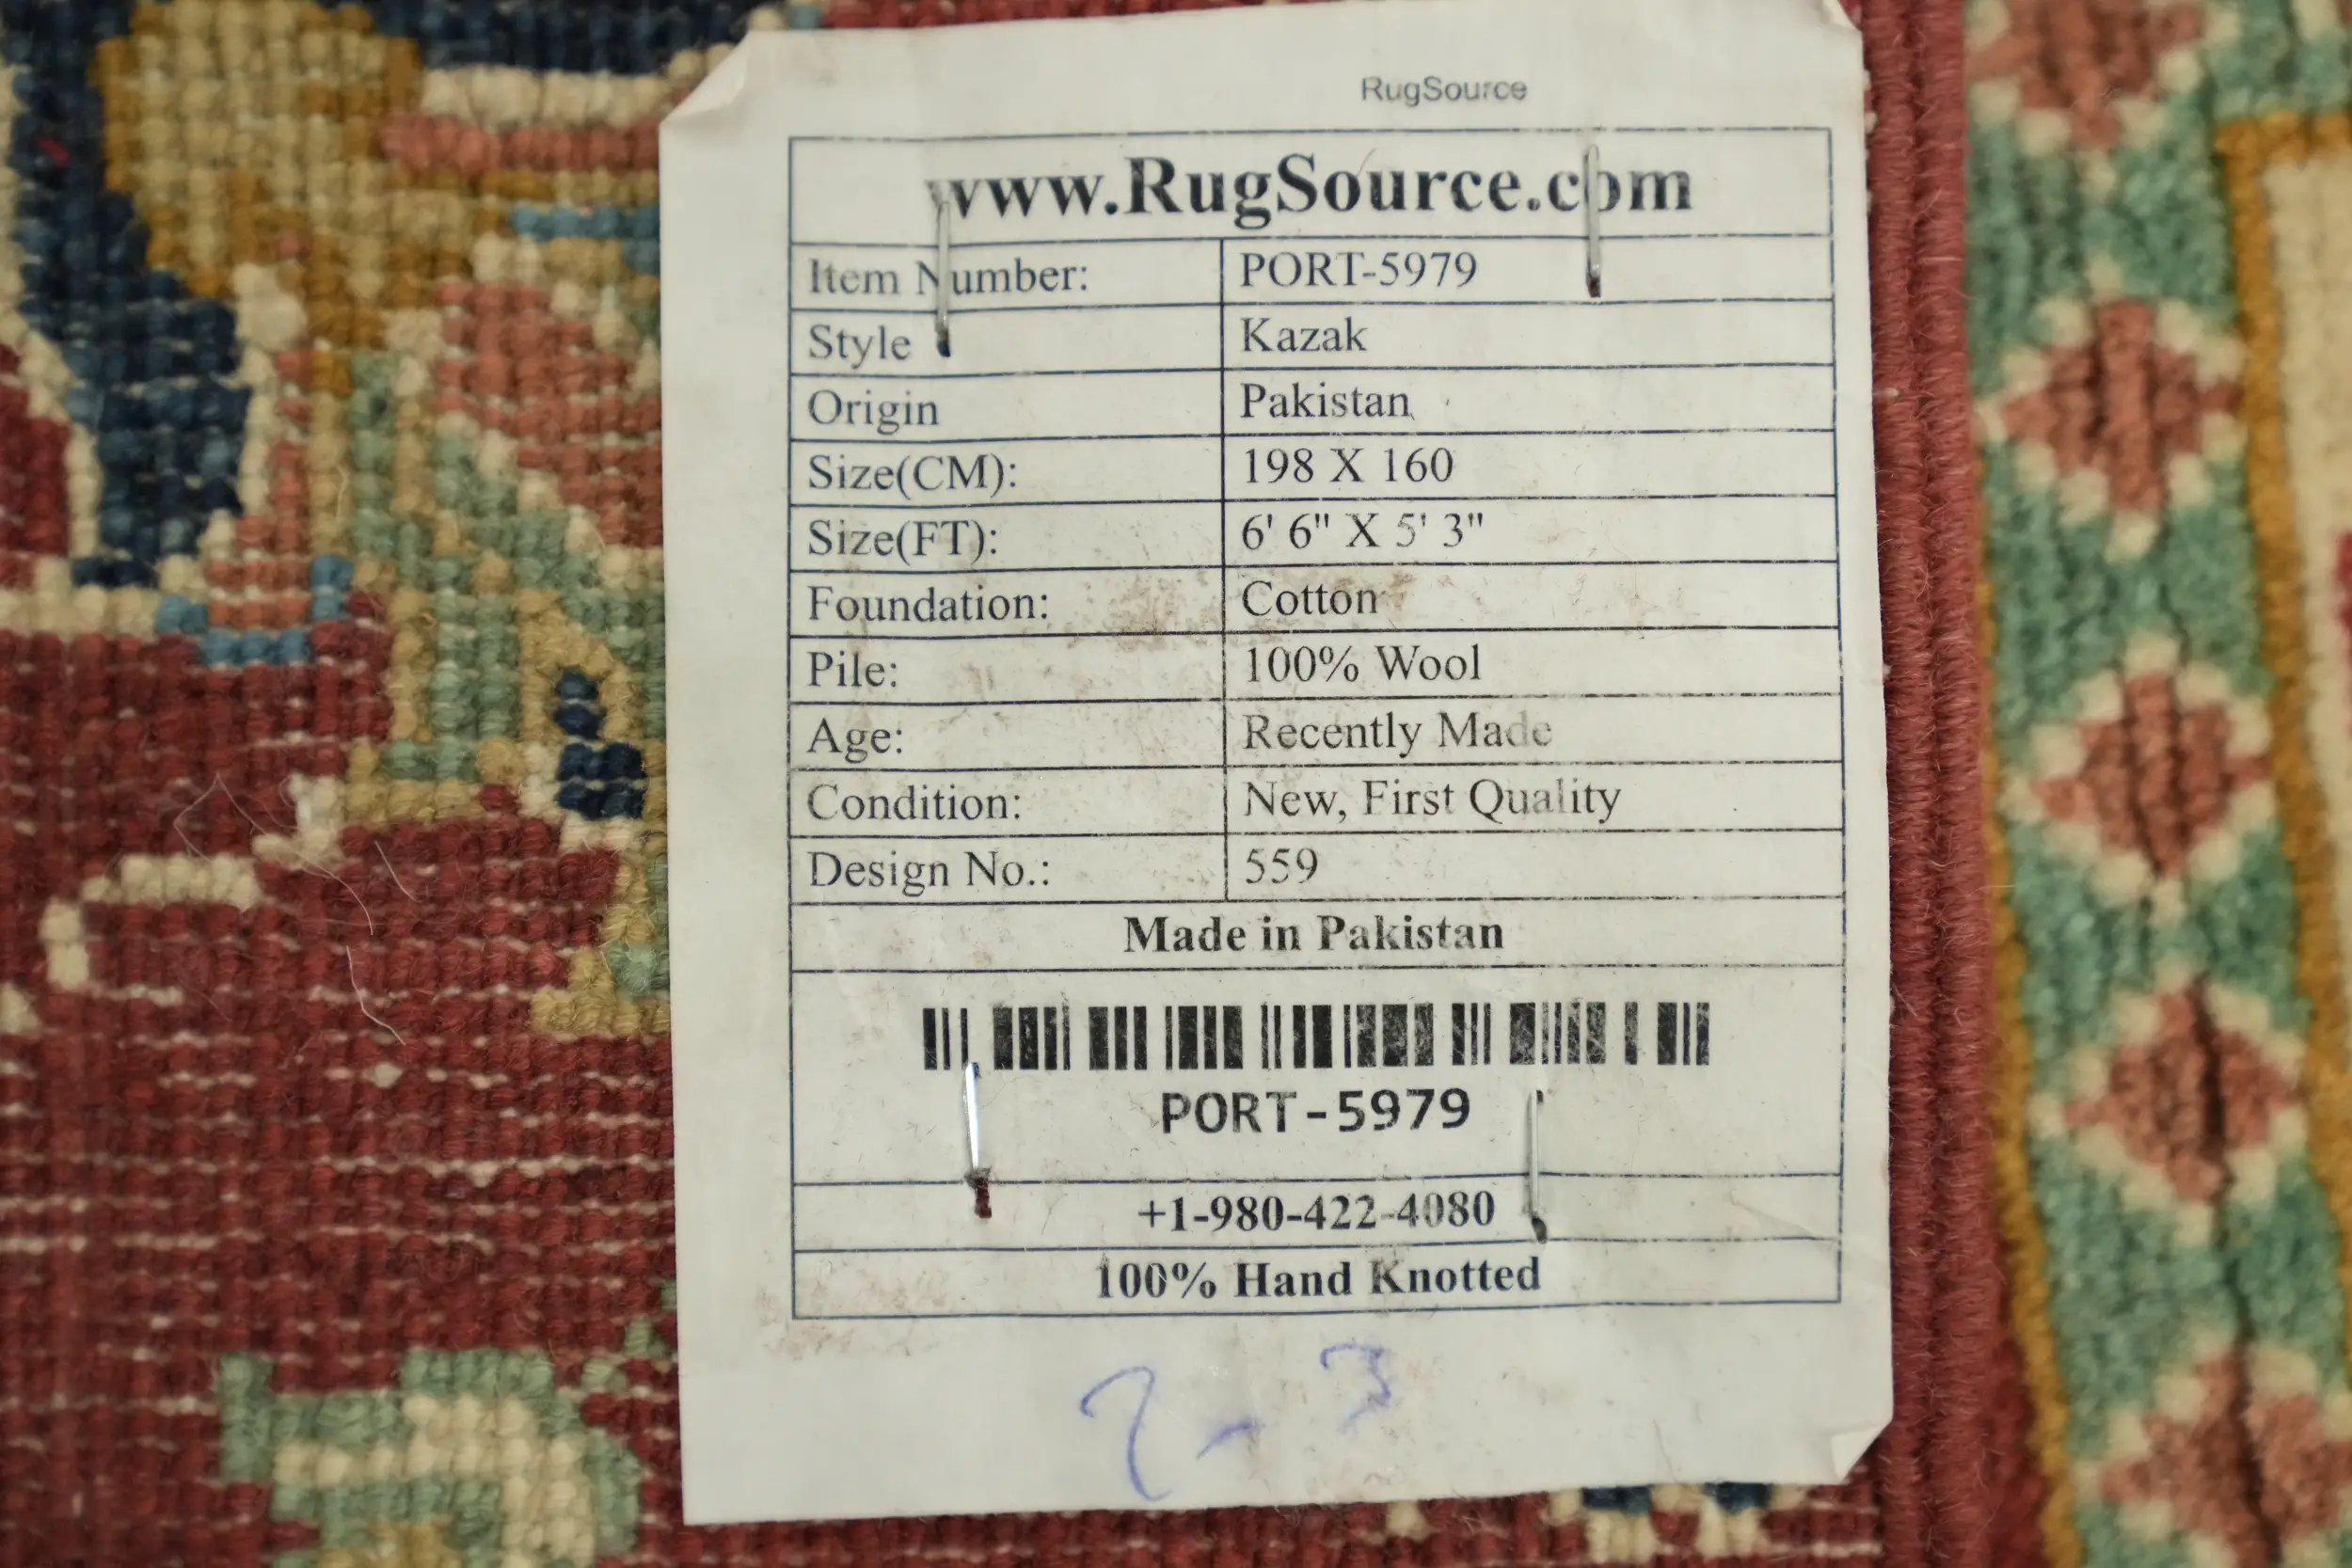 RugSource
www.RugSource.com
Item Number: PORT-5979
Style Kazak
Origin Pakistan
Size(CM): 198 X 160
Size(FT): 6' 6" X 5' 3"
Foundation: Cotton
Pile: 100% Wool
Age: Recently Made
Condition: New, First Quality
Design No.: 559
Made in Pakistan
PORT-5979
+1-980-422-4080
100% Hand Knotted